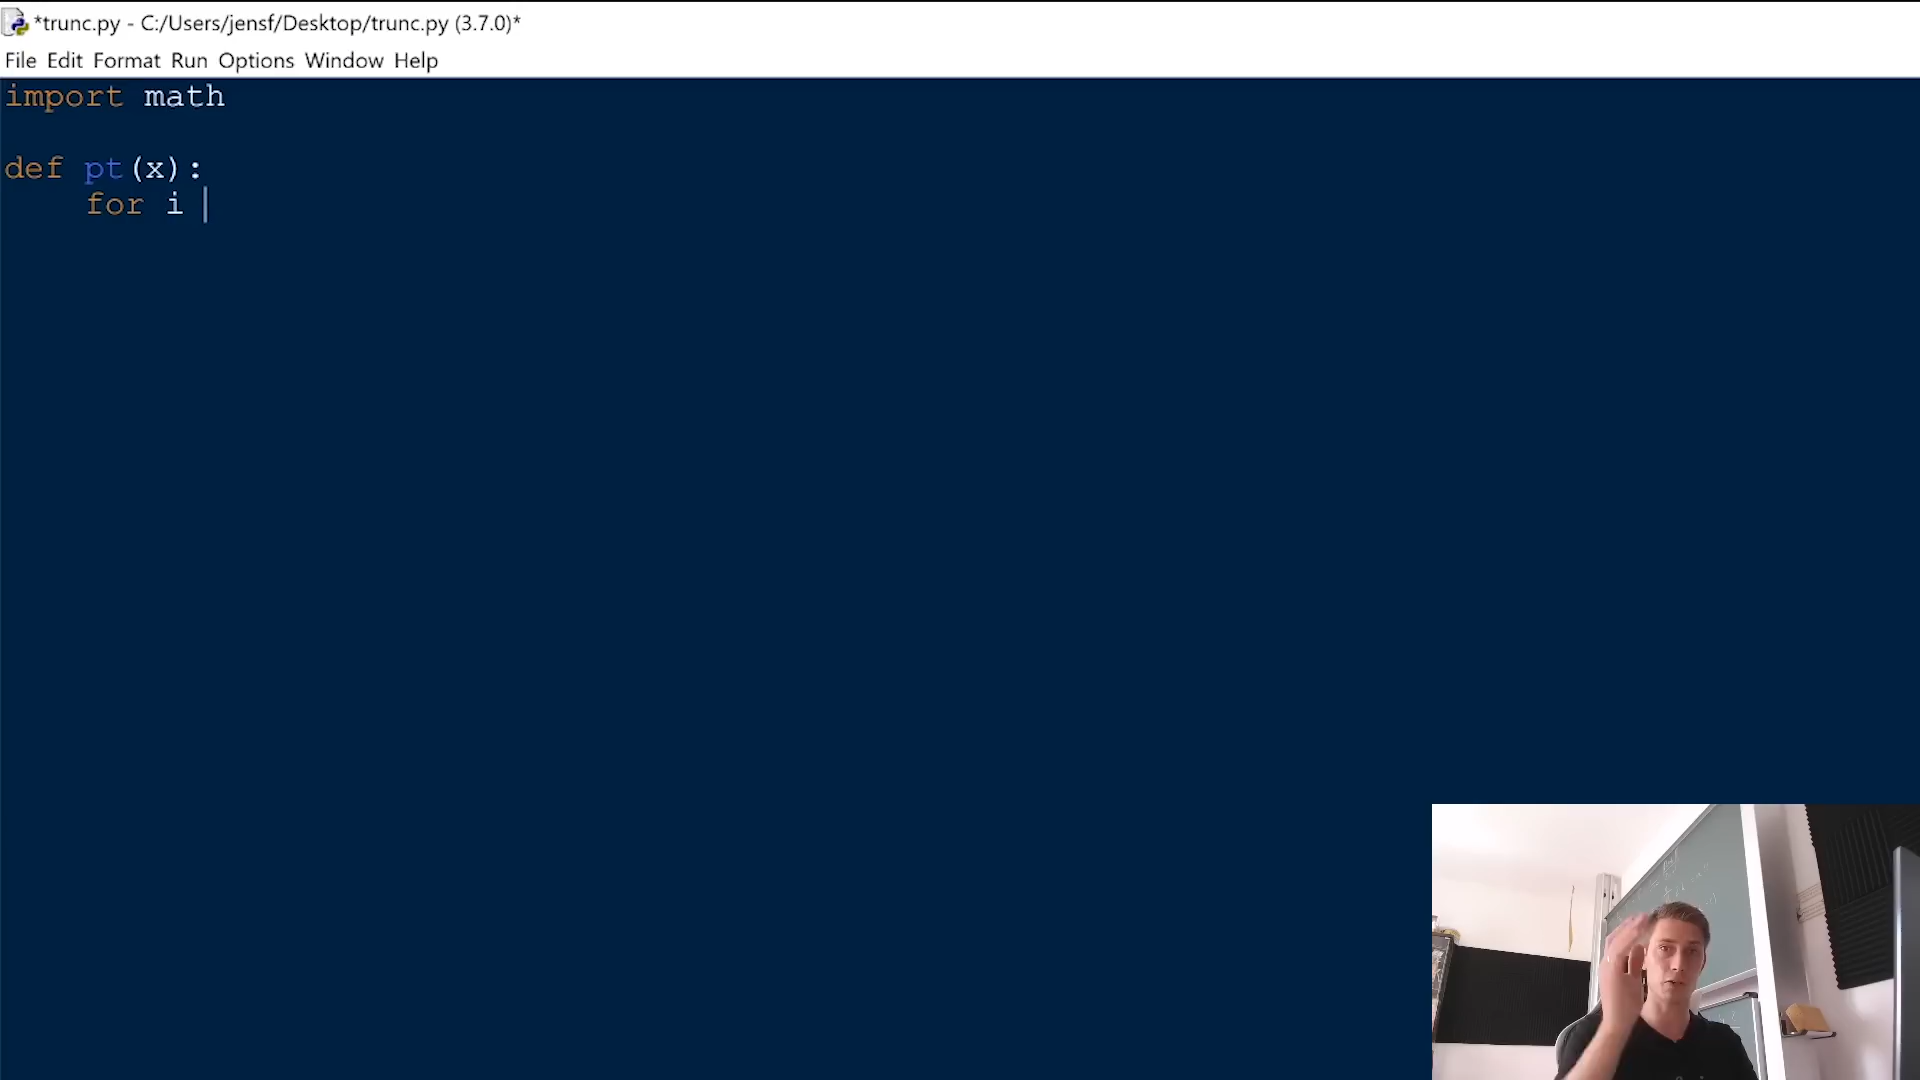 *trunc.py - C:/Users/jensf/Desktop/trunc.py (3.7.0)*
File Edit Format Run Options Window Help
import math
def pt(x):
for i